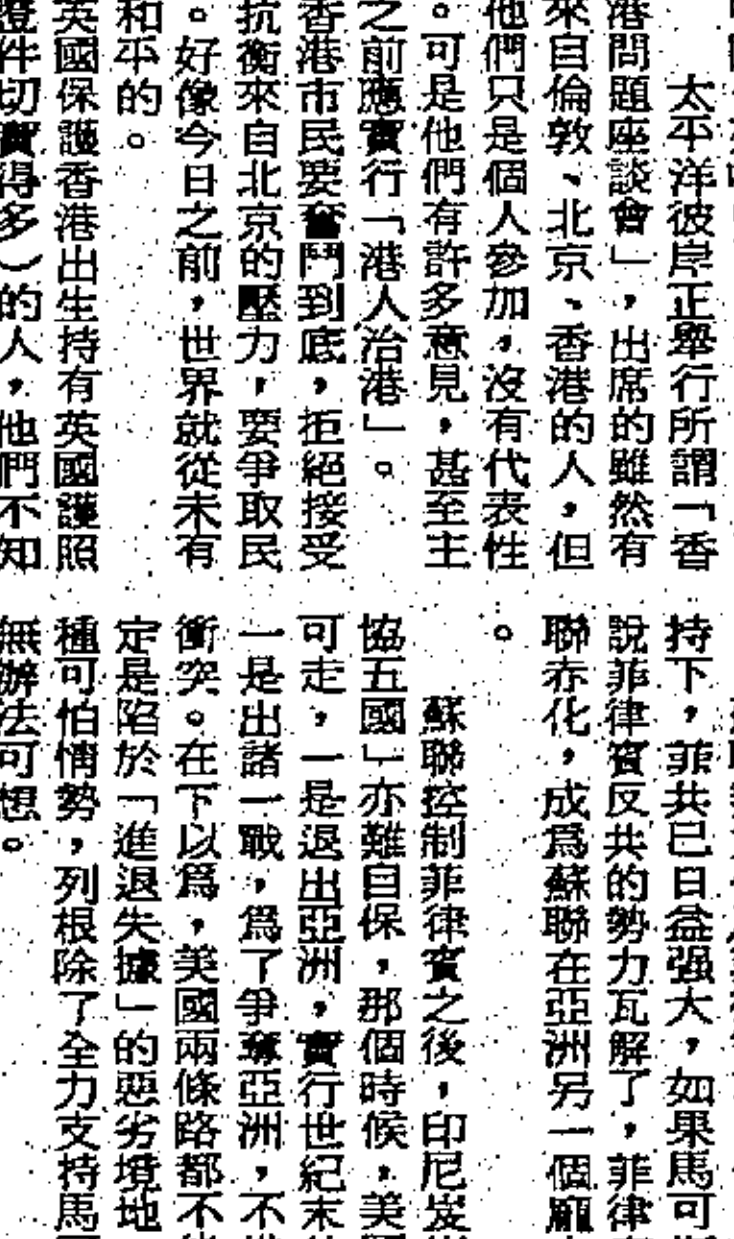 太平洋彼岸正舉行所謂「香
港問題座談會」，出席的雖然有
來自倫敦、北京、香港的人，但
他們只是個人參加，沒有代表性
。可是他們有許多意見，甚至主
之前應實行「港人治港」。
香港市民要奮鬥到底，拒絕接受
抗衡來自北京的壓力，要爭取民
。好像今日之前，世界就從未有
和平的。
英國保護香港出生持有英國護照
證件切實得多）的人，他們不知
持下，菲共已日益强大，如果馬可
說菲律賓反共的勢力瓦解了，菲律
聯赤化，成爲蘇聯在亞洲另一個
。
蘇聯控制菲律賓之後，印尼岌
協五國」亦難自保，那個時候，美
可走，一是退出亞洲，實行世紀末
一是出諸一戰，爲了爭奪亞洲，不
衝突。在下以爲，美國兩條路都不
定是陷於「進退失據」的惡劣境地
種可怕情勢，列根除了全力支持馬
無辦法可想。